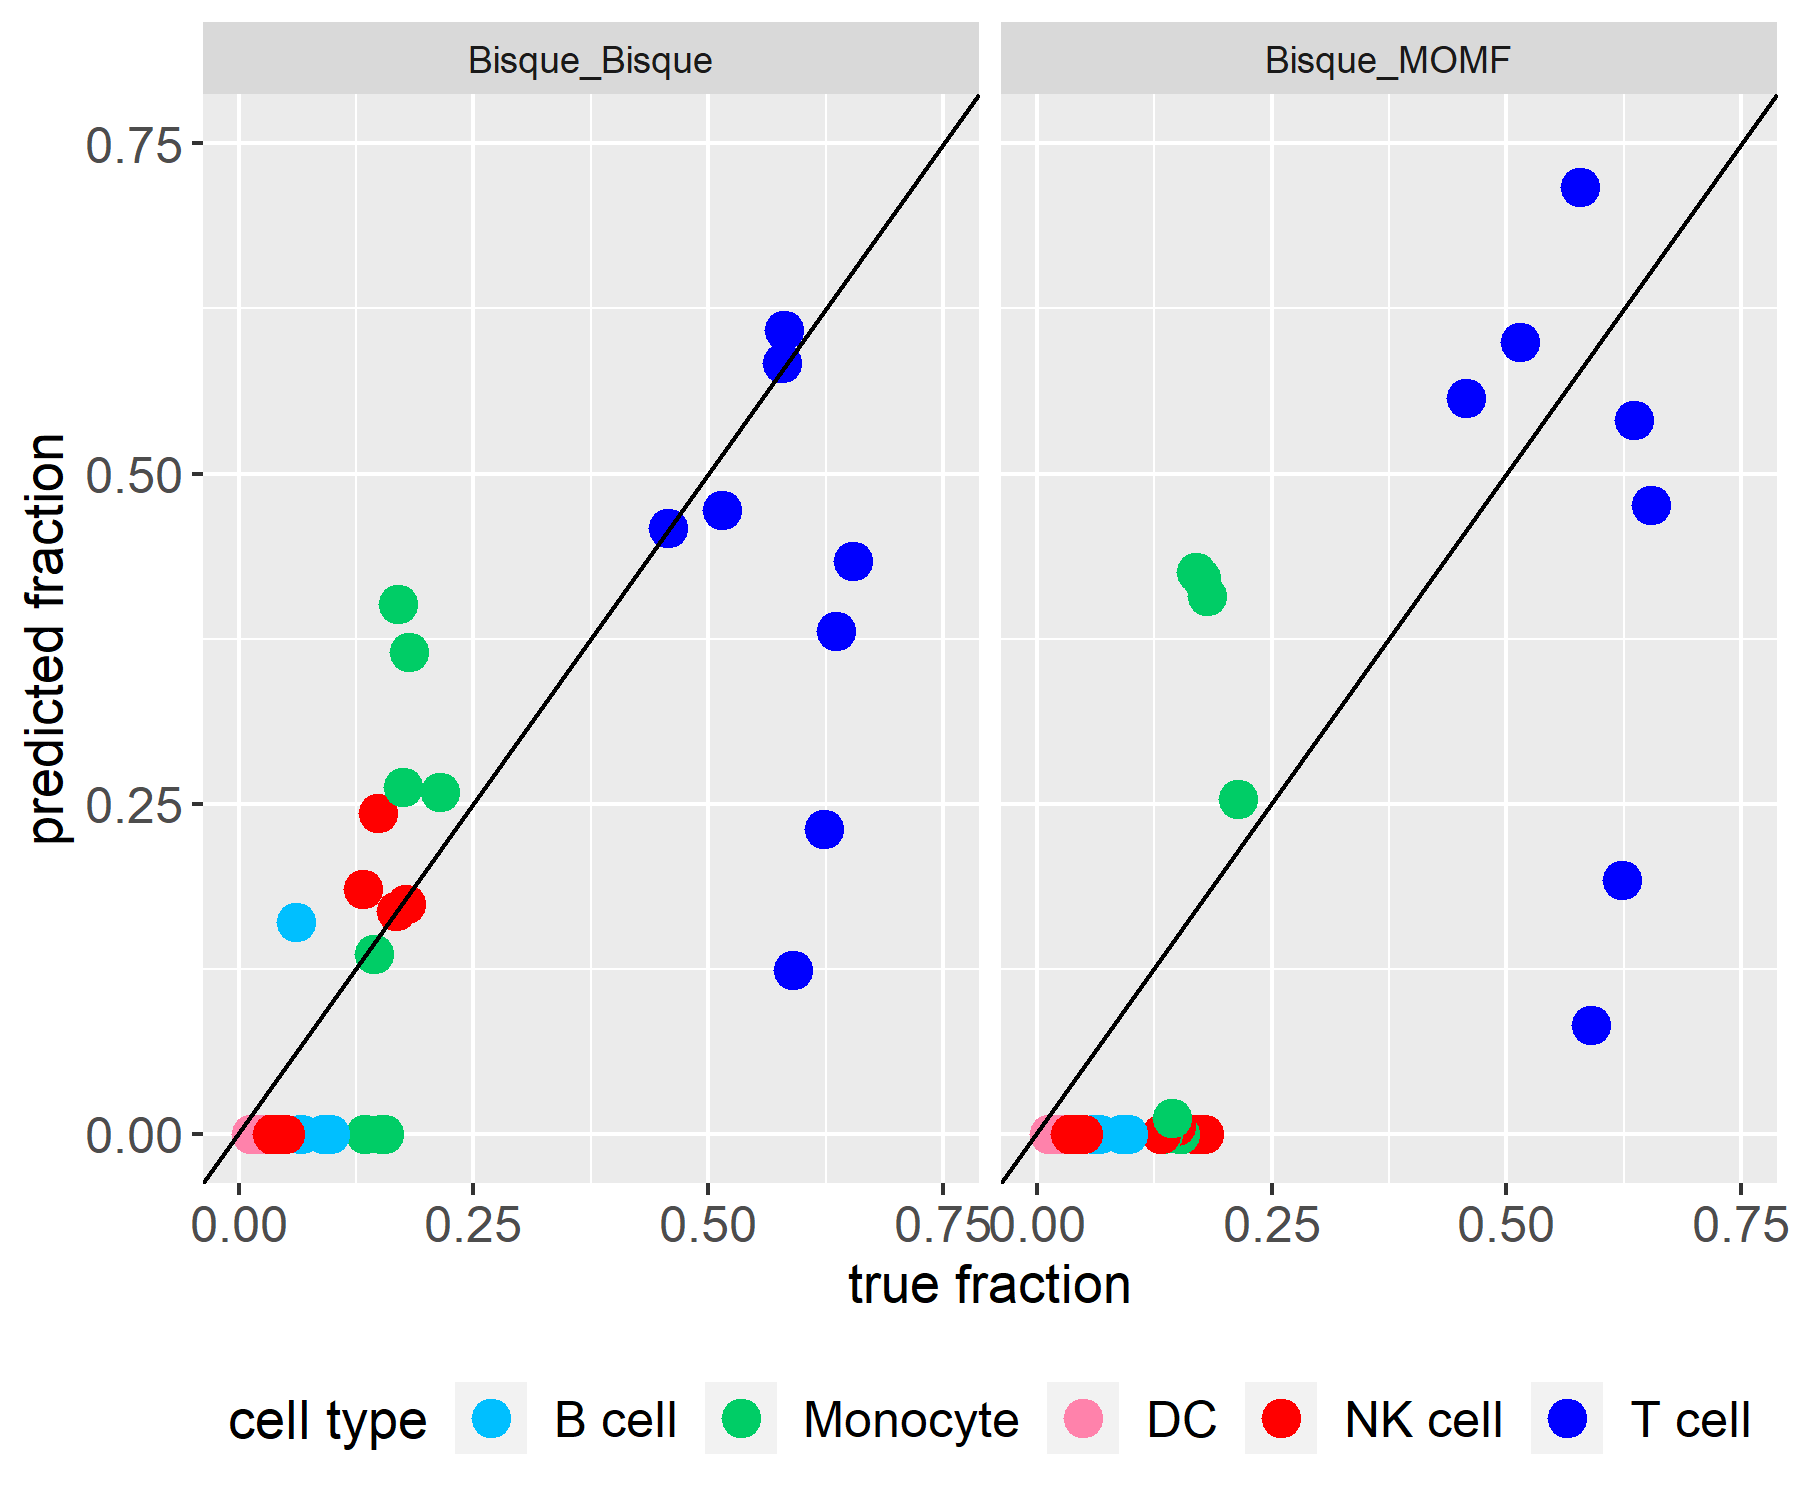 Bisque_Bisque Bisque_MOMF
0.75
0.50
0.25
0.00
predicted fraction
0.00 0.25 0.50 0.75 0.00 0.25 0.50 0.75
true fraction
cell type B cell Monocyte DC NK cell T cell